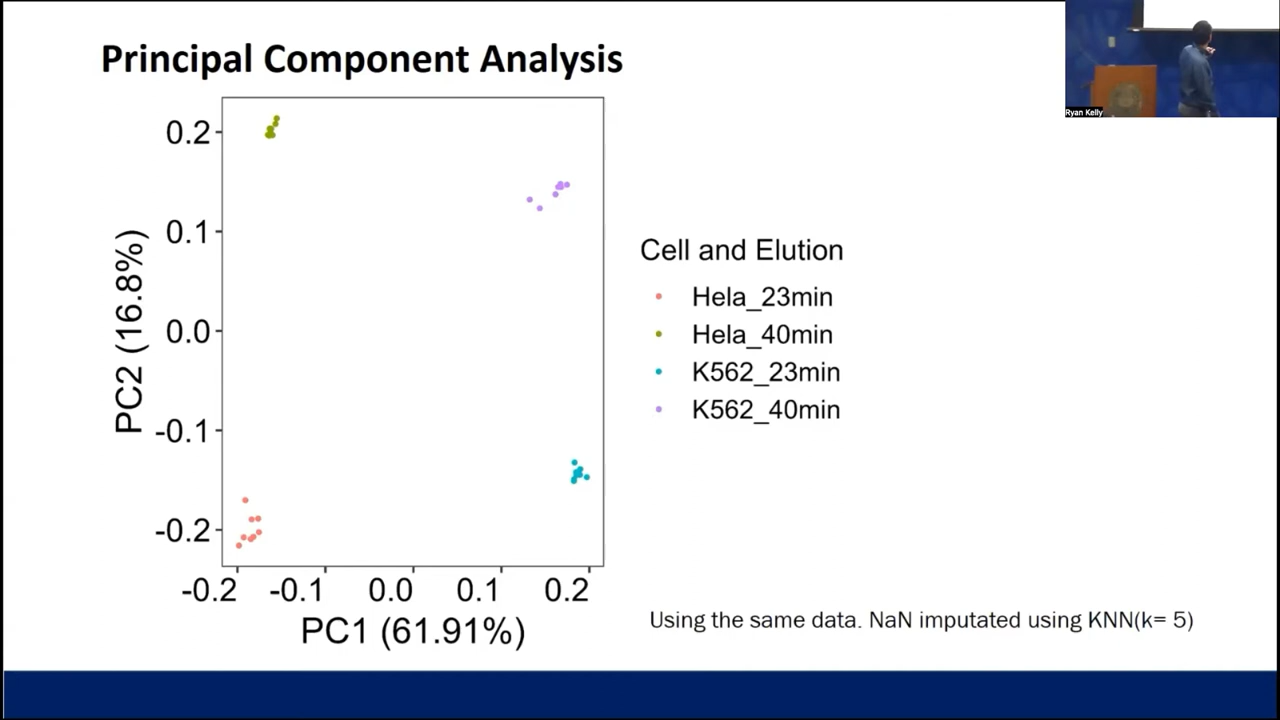 Principal Component Analysis
Ryan Kelly
PC2 (16.8%)
0.2
0.1
0.0
-0.1
-0.2
-0.2
-0.1
0.0
0.1
0.2
PC1 (61.91%)
Cell and Elution
Hela_23min
Hela_40min
K562_23min
K562_40min
Using the same data. NaN imputated using KNN(k= 5)